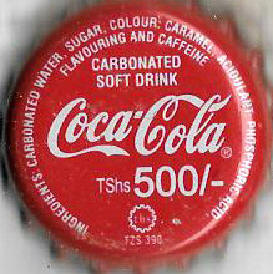 INGREDIENTS: CARBONATED WATER, SUGAR, COLOUR: CARAMEL, ACIDULANT: PHOSPHORIC ACID
FLAVOURING AND CAFFEINE
CARBONATED
SOFT DRINK
Coca-Cola®
TShs 500/-
tbs
TZS 390